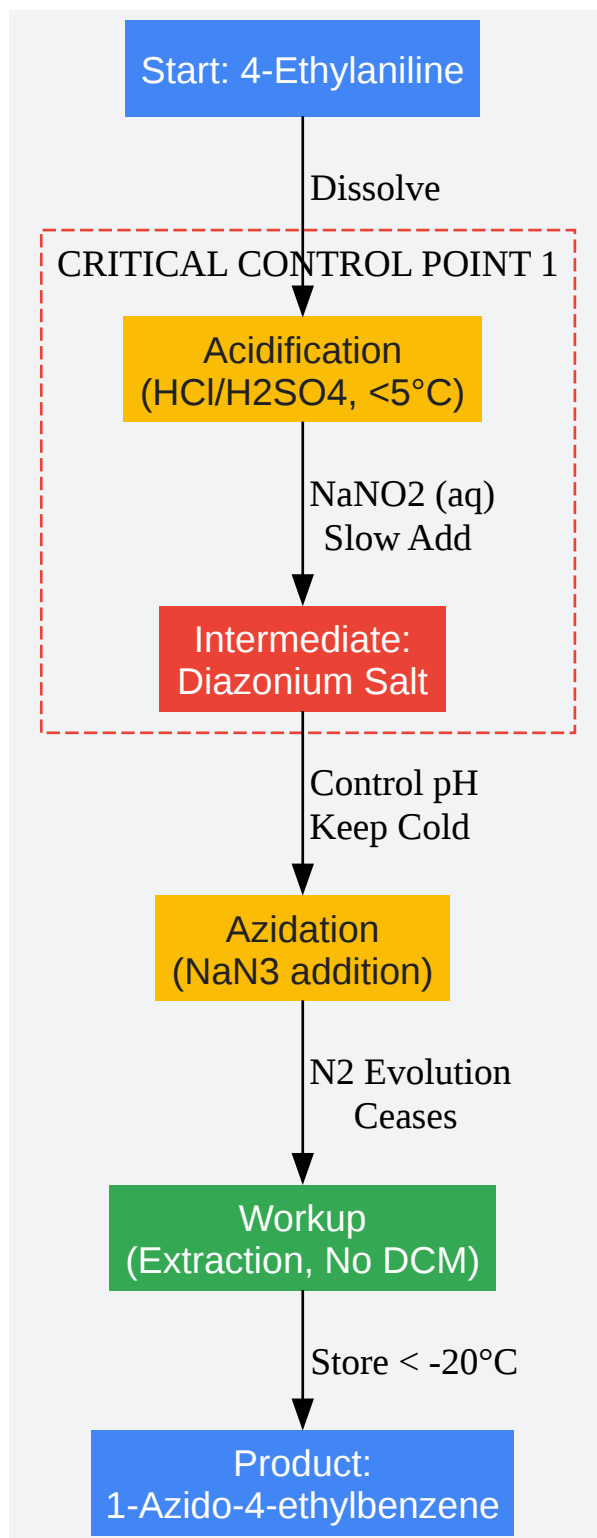 Start: 4-Ethylaniline
Dissolve
CRITICAL CONTROL POINT 1
Acidification
(HCl/H2SO4, <5°C)
NaNO2 (aq)
Slow Add
Intermediate:
Diazonium Salt
Control pH
Keep Cold
Azidation
(NaN3 addition)
N2 Evolution
Ceases
Workup
(Extraction, No DCM)
Store < -20°C
Product:
1-Azido-4-ethylbenzene